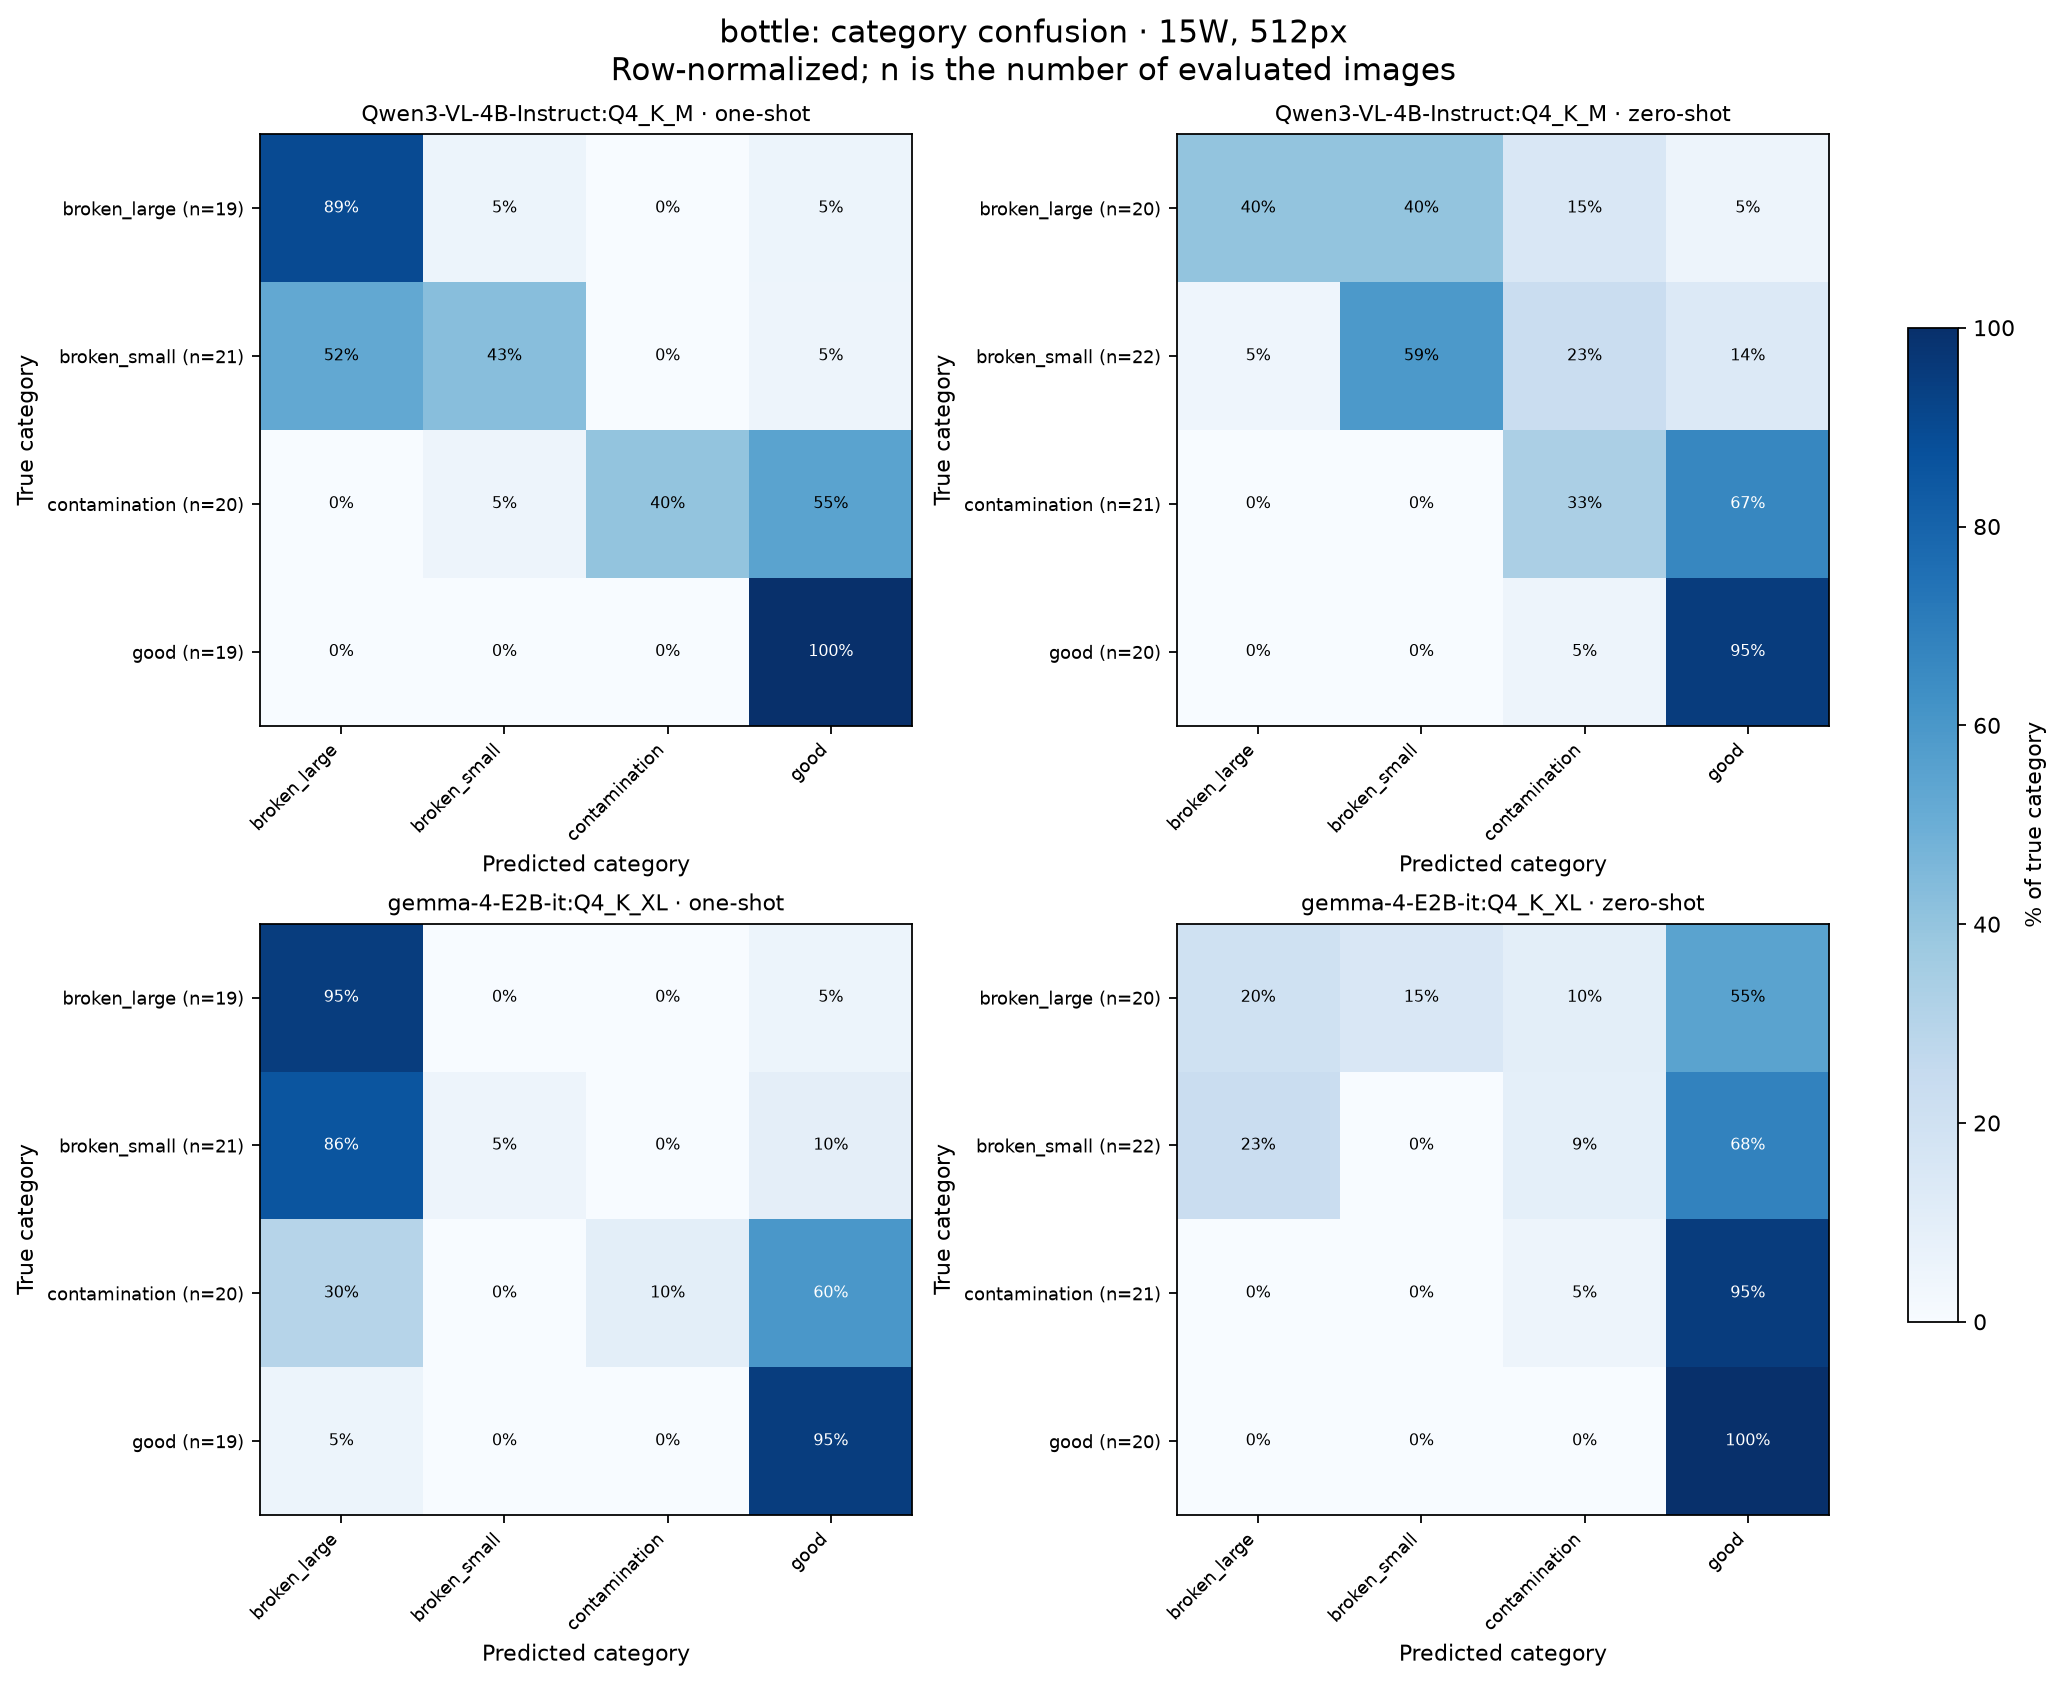 bottle: category confusion · 15W, 512px
Row-normalized; n is the number of evaluated images
Qwen3-VL-4B-Instruct:Q4_K_M · one-shot
True category
broken_large (n=19)
89% 5% 0% 5%
broken_small (n=21)
52% 43% 0% 5%
contamination (n=20)
0% 5% 40% 55%
good (n=19)
0% 0% 0% 100%
broken_large
broken_small
contamination
good
Predicted category
Qwen3-VL-4B-Instruct:Q4_K_M · zero-shot
True category
broken_large (n=20)
40% 40% 15% 5%
broken_small (n=22)
5% 59% 23% 14%
contamination (n=21)
0% 0% 33% 67%
good (n=20)
0% 0% 5% 95%
broken_large
broken_small
contamination
good
Predicted category
gemma-4-E2B-it:Q4_K_XL · one-shot
True category
broken_large (n=19)
95% 0% 0% 5%
broken_small (n=21)
86% 5% 0% 10%
contamination (n=20)
30% 0% 10% 60%
good (n=19)
5% 0% 0% 95%
broken_large
broken_small
contamination
good
Predicted category
gemma-4-E2B-it:Q4_K_XL · zero-shot
True category
broken_large (n=20)
20% 15% 10% 55%
broken_small (n=22)
23% 0% 9% 68%
contamination (n=21)
0% 0% 5% 95%
good (n=20)
0% 0% 0% 100%
broken_large
broken_small
contamination
good
Predicted category
100
80
60
40
20
0
% of true category